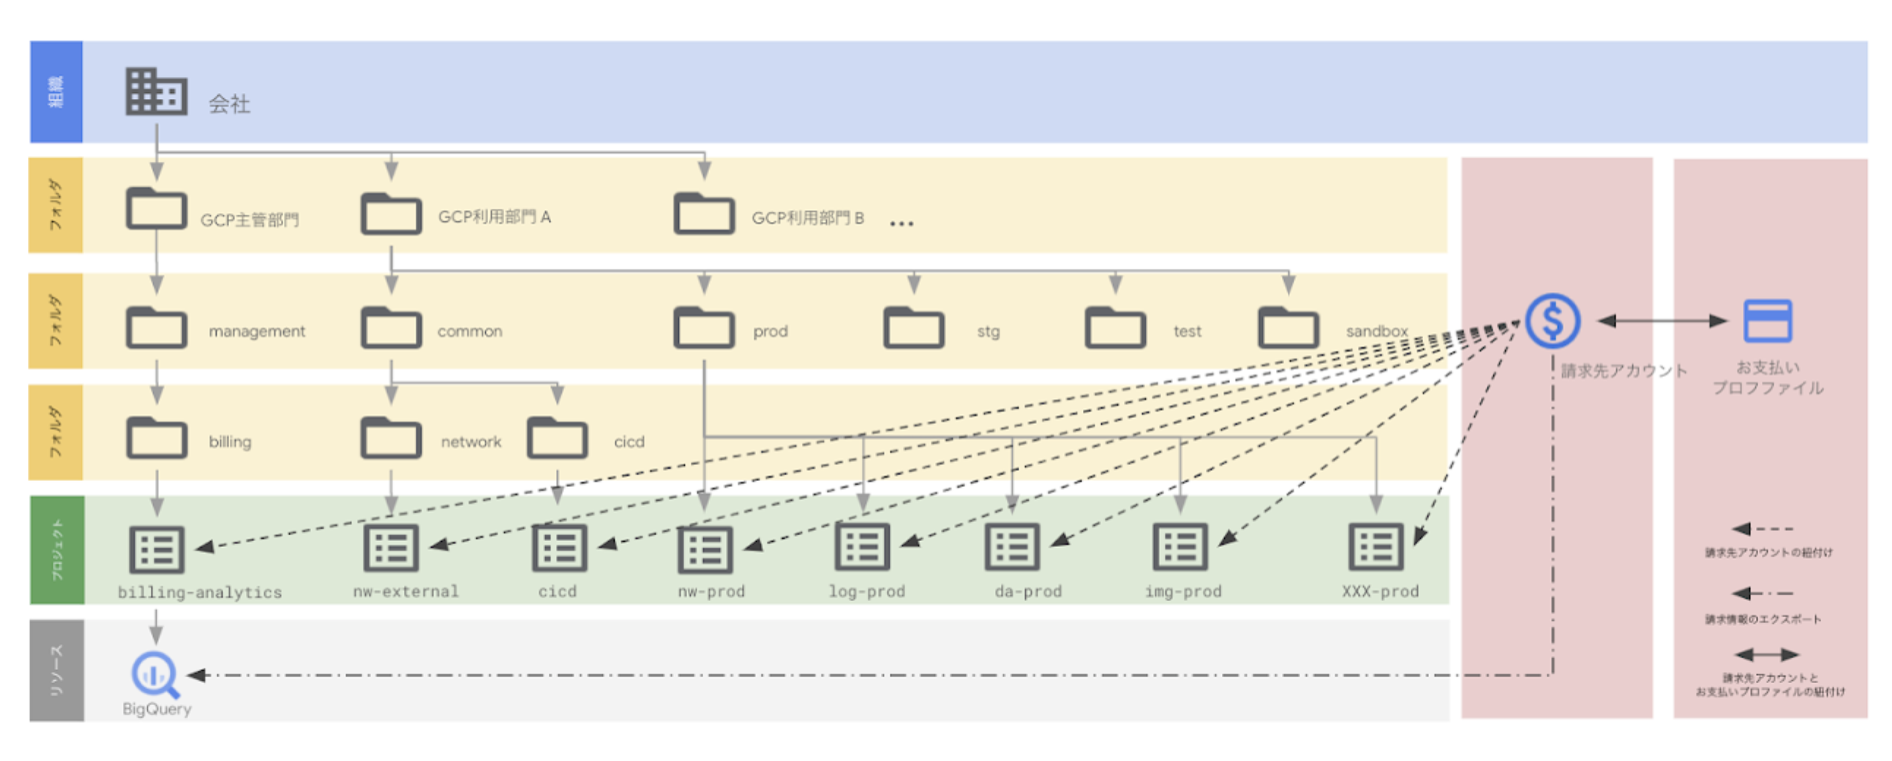 組織
会社
フォルダ
GCP主管部門
GCP利用部門 A
GCP利用部門 B
...
フォルダ
management
common
prod
stg
test
sandbox
請求先アカウント
お支払い
プロフファイル
フォルダ
billing
network
cicd
プロジェクト
billing-analytics
nw-external
cicd
nw-prod
log-prod
da-prod
img-prod
XXX-prod
請求先アカウントの紐付け
請求情報のエクスポート
請求先アカウントと
お支払いプロファイルの紐付け
リソース
BigQuery